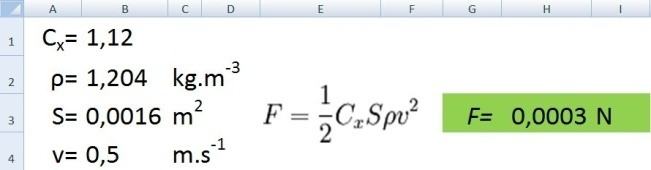 A B C D E F G H I
1 Cₓ= 1,12
2 ρ= 1,204 kg.m⁻³
3 S= 0,0016 m² F = 1/2 CₓSρv² F= 0,0003 N
4 v= 0,5 m.s⁻¹